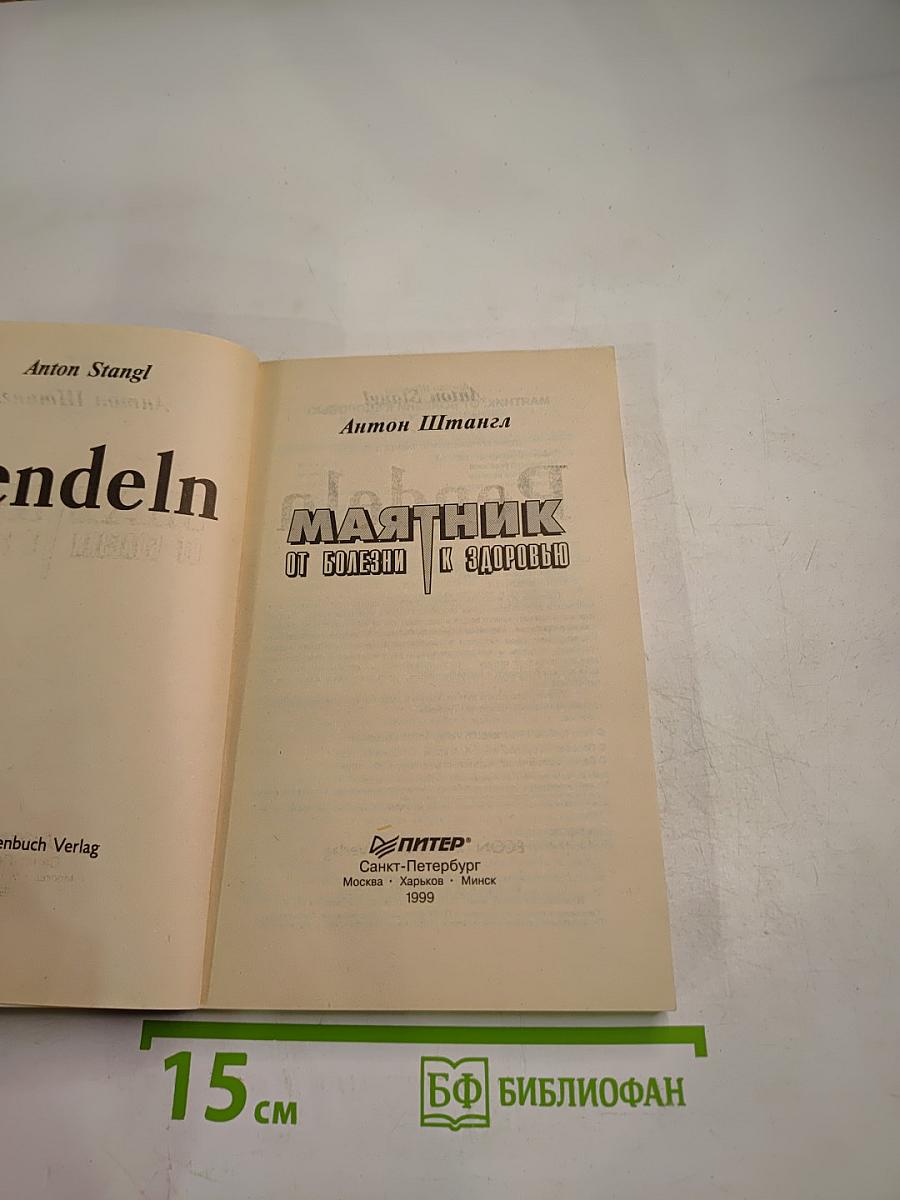 Anton Stangl
endeln
enbuch Verlag
Антон Штангл
МАЯТНИК
ОТ БОЛЕЗНИ К ЗДОРОВЬЮ
ПИТЕР®
Санкт-Петербург
Москва · Харьков · Минск
1999
15 см
БФ БИБЛИОФАН